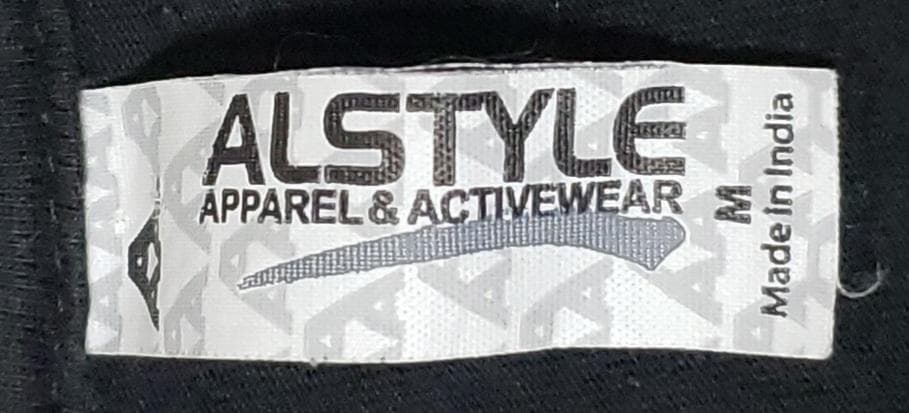 ALSTYLE
APPAREL & ACTIVEWEAR
M
Made in India